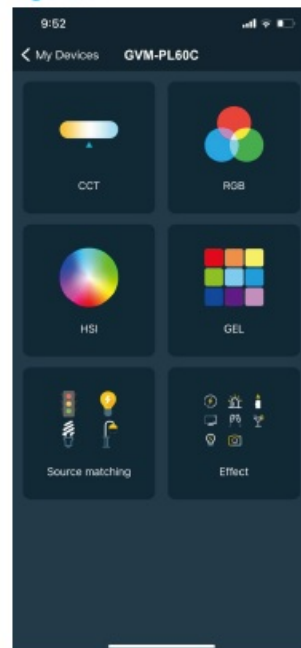 9:52
My Devices GVM-PL60C
CCT RGB
HSI GEL
Source matching Effect